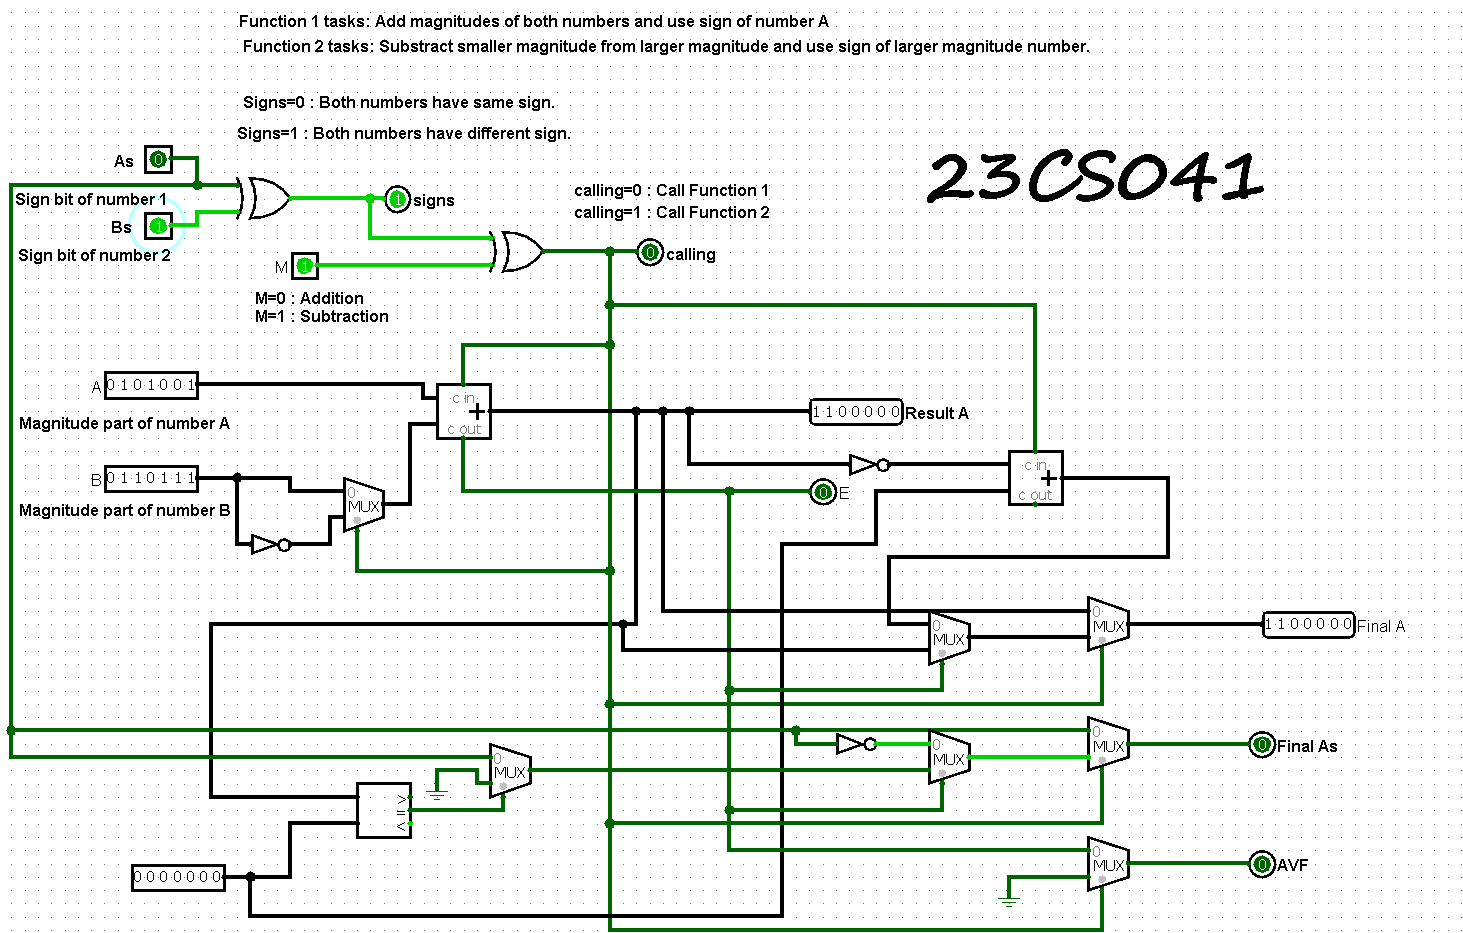 Function 1 tasks: Add magnitudes of both numbers and use sign of number A
Function 2 tasks: Substract smaller magnitude from larger magnitude and use sign of larger magnitude number.
Signs=0 : Both numbers have same sign.
Signs=1 : Both numbers have different sign.
23CS041
As 0
Sign bit of number 1
Bs 1
Sign bit of number 2
1 signs
calling=0 : Call Function 1
calling=1 : Call Function 2
M 1
0 calling
M=0 : Addition
M=1 : Subtraction
A 0101001
Magnitude part of number A
c in
+
c out
1100000 Result A
B 0110111
Magnitude part of number B
0
MUX
0 E
c in
+
c out
0
MUX
0
MUX
1100000 Final A
0
MUX
0
MUX
0
MUX
0 Final As
>
=
<
0000000
0
MUX
0 AVF